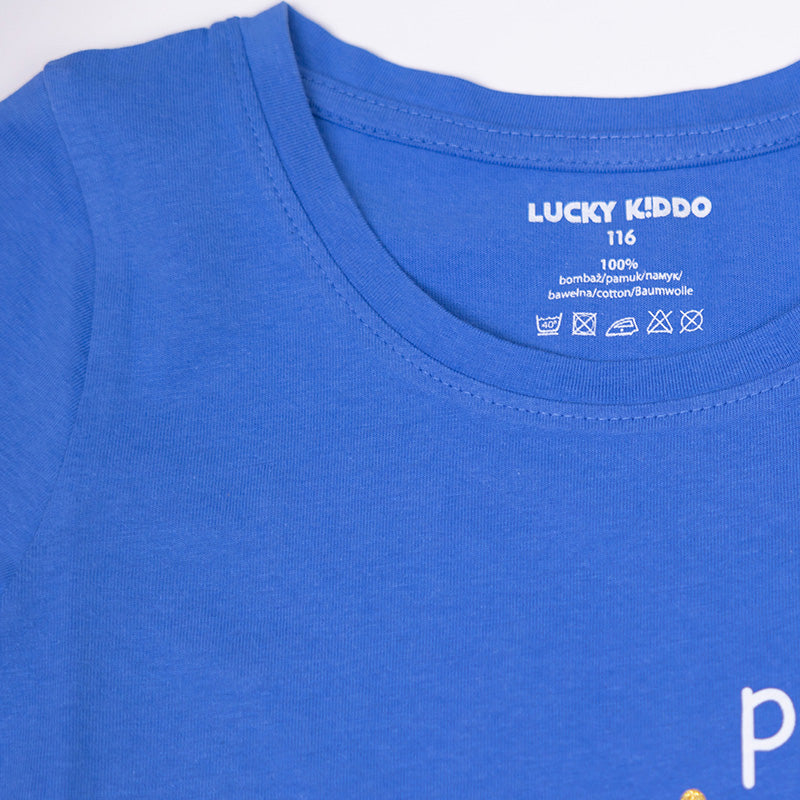 LUCKY K!DDO
116
100%
bombaž/pamuk/памук/
bawełna/cotton/Baumwolle
40°
p